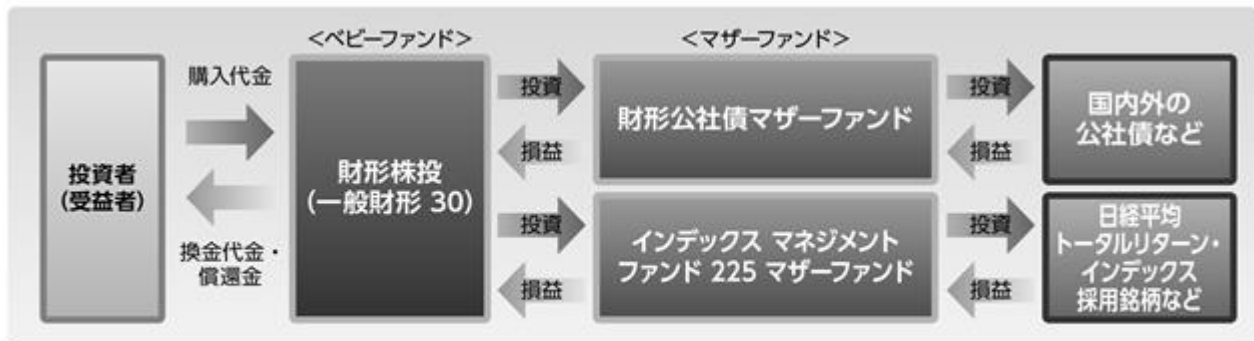 <ベビーファンド>
<マザーファンド>
投資者
(受益者)
購入代金
換金代金・
償還金
財形株投
(一般財形 30)
投資
損益
財形公社債マザーファンド
投資
損益
国内外の
公社債など
投資
損益
インデックス マネジメント
ファンド 225 マザーファンド
投資
損益
日経平均
トータルリターン・
インデックス
採用銘柄など